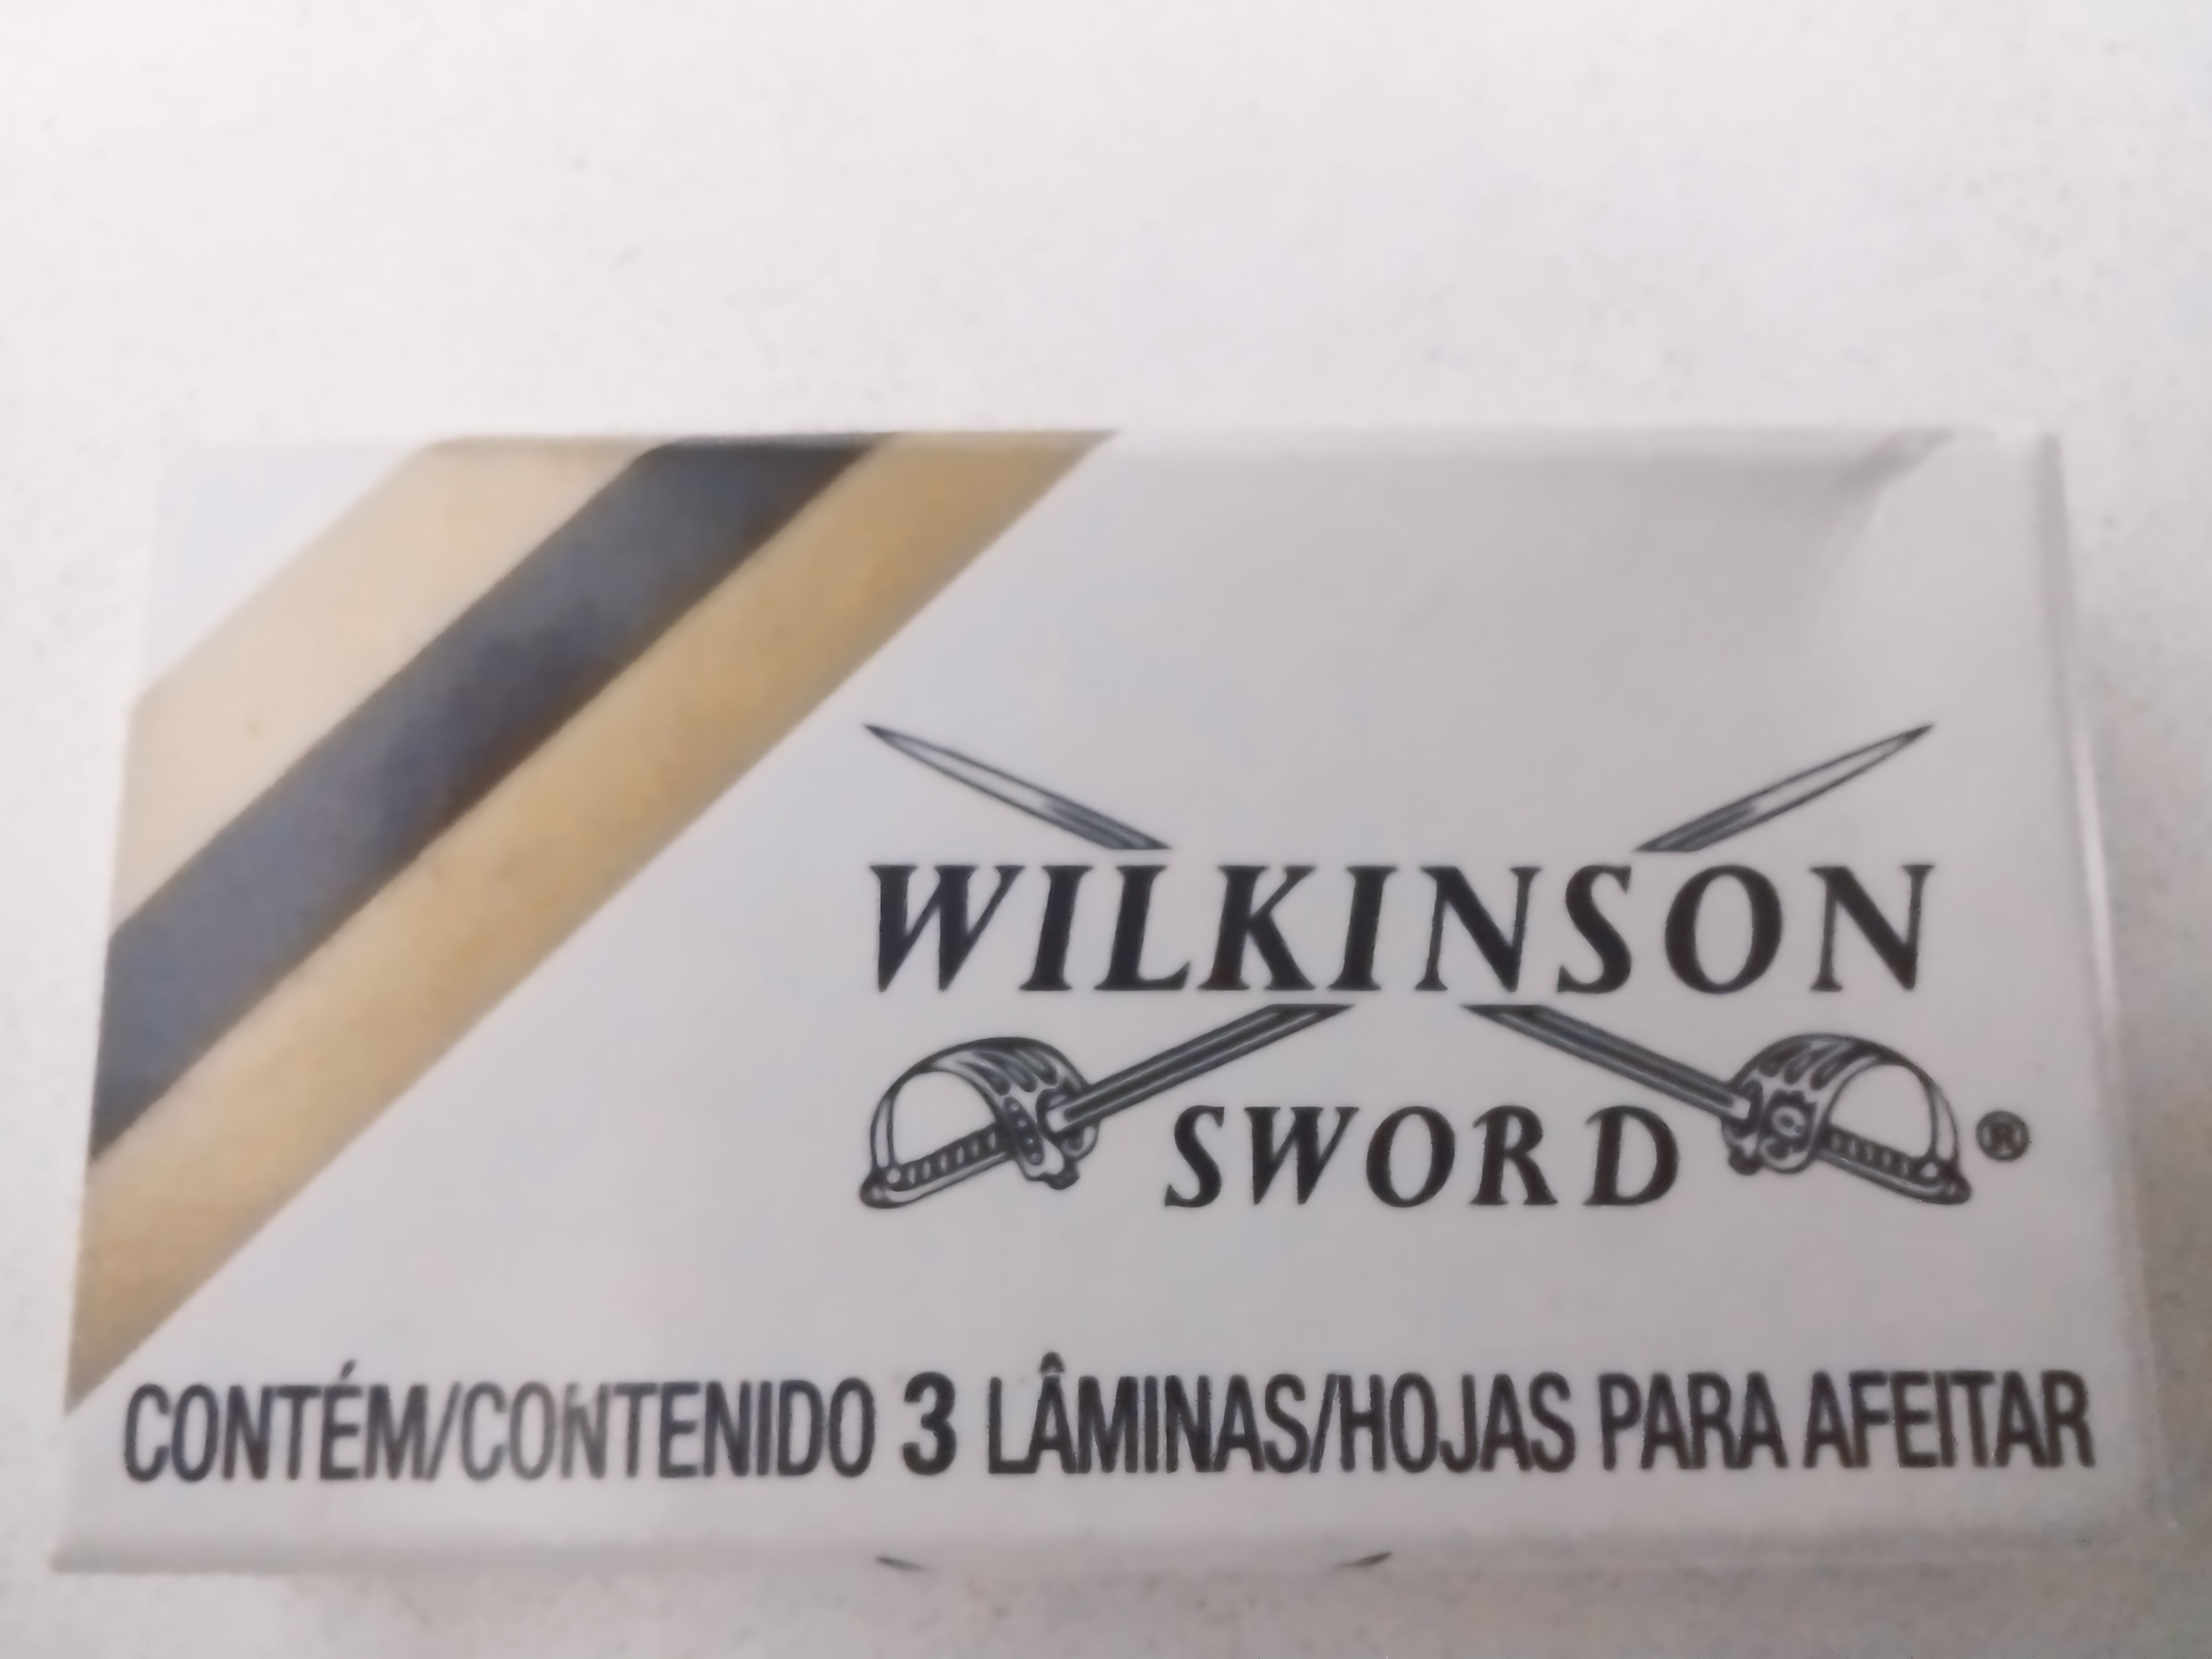 WILKINSON
SWORD®
CONTÉM/CONTENIDO 3 LÂMINAS/HOJAS PARA AFEITAR